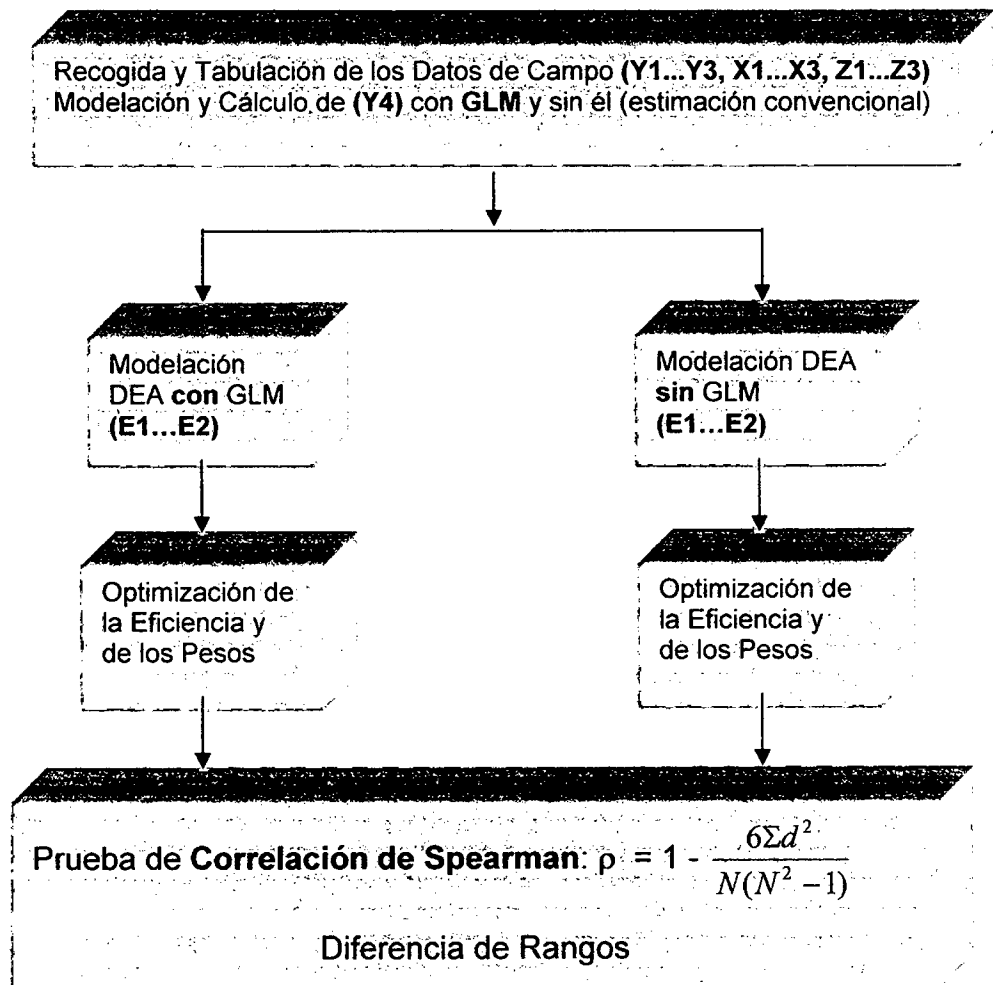 Recogida y Tabulación de los Datos de Campo (Y1...Y3, X1...X3, Z1...Z3)
Modelación y Cálculo de (Y4) con GLM y sin él (estimación convencional)
Modelación
DEA con GLM
(E1...E2)
Modelación DEA
sin GLM
(E1...E2)
Optimización de
la Eficiencia y
de los Pesos
Optimización de
la Eficiencia y
de los Pesos
Prueba de Correlación de Spearman: ρ = 1 - 6Σd² / N(N² −1)
Diferencia de Rangos